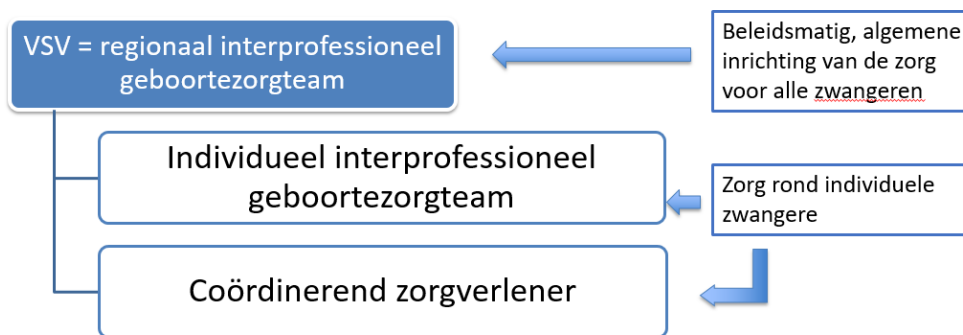 VSV = regionaal interprofessioneel
geboortezorgteam
Beleidsmatig, algemene
inrichting van de zorg
voor alle zwangeren
Individueel interprofessioneel
geboortezorgteam
Zorg rond individuele
zwangere
Coördinerend zorgverlener